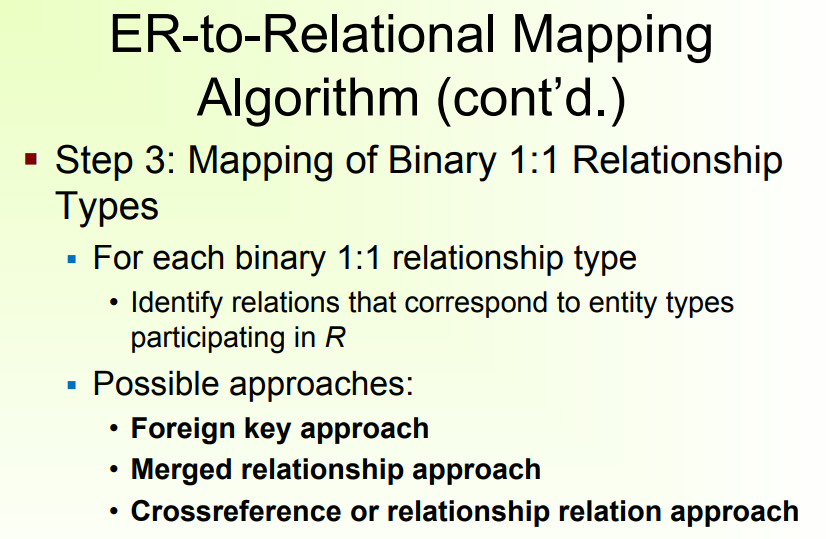 ER-to-Relational Mapping
Algorithm (cont’d.)
▪ Step 3: Mapping of Binary 1:1 Relationship
Types
▪ For each binary 1:1 relationship type
• Identify relations that correspond to entity types
participating in R
▪ Possible approaches:
• Foreign key approach
• Merged relationship approach
• Crossreference or relationship relation approach